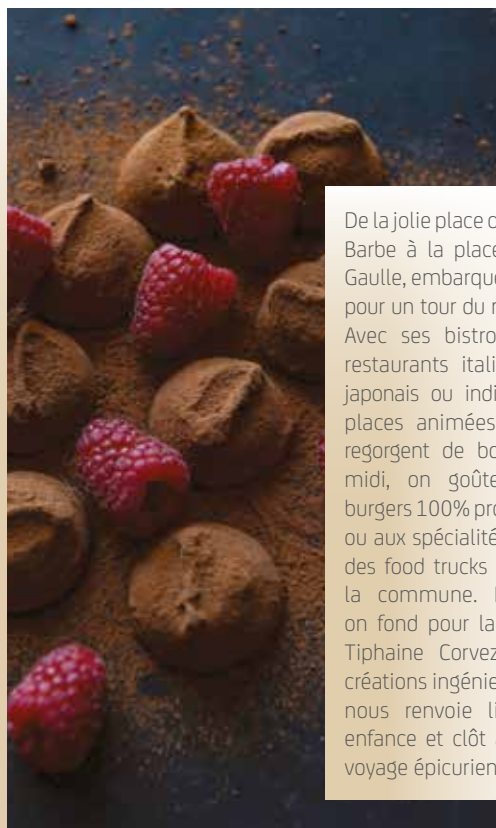 De la jolie place d
Barbe à la place
Gaulle, embarque
pour un tour du
Avec ses bistro
restaurants itali
japonais ou indi
places animées
regorgent de bo
midi, on goûte
burgers 100% pro
ou aux spécialité
des food trucks
la commune.
on fond pour la
Tiphaine Corvez
créations ingénie
nous renvoie li
enfance et clôt
voyage épicurien